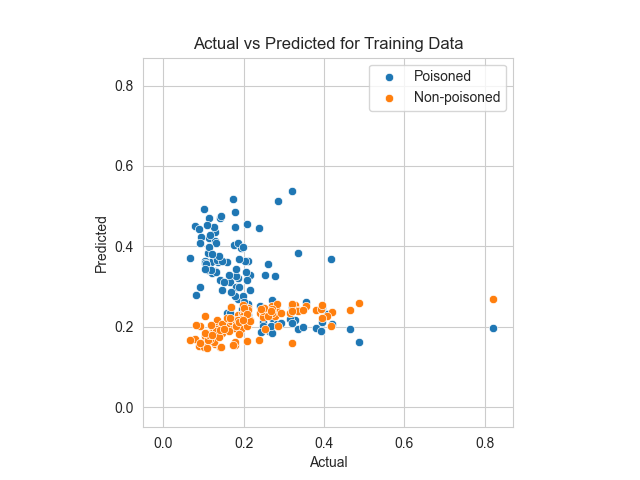 Actual vs Predicted for Training Data
Poisoned
Non-poisoned
0.8
0.6
0.4
0.2
0.0
Predicted
0.0 0.2 0.4 0.6 0.8
Actual